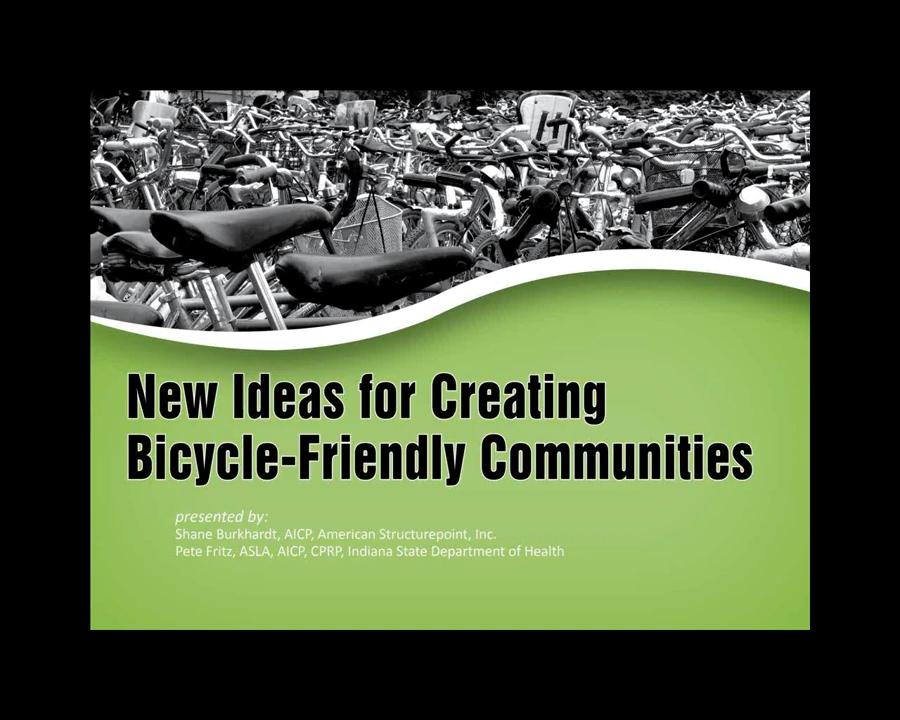 New Ideas for Creating
Bicycle-Friendly Communities
presented by:
Shane Burkhardt, AICP, American Structurepoint, Inc.
Pete Fritz, ASLA, AICP, CPRP, Indiana State Department of Health